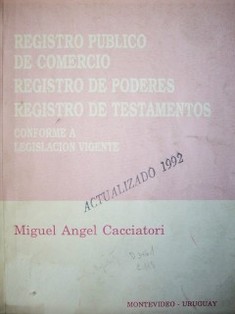 REGISTRO PUBLICO
DE COMERCIO
REGISTRO DE PODERES
REGISTRO DE TESTAMENTOS
CONFORME A
LEGISLACION VIGENTE
ACTUALIZADO 1992
Miguel Angel Cacciatori
MONTEVIDEO - URUGUAY